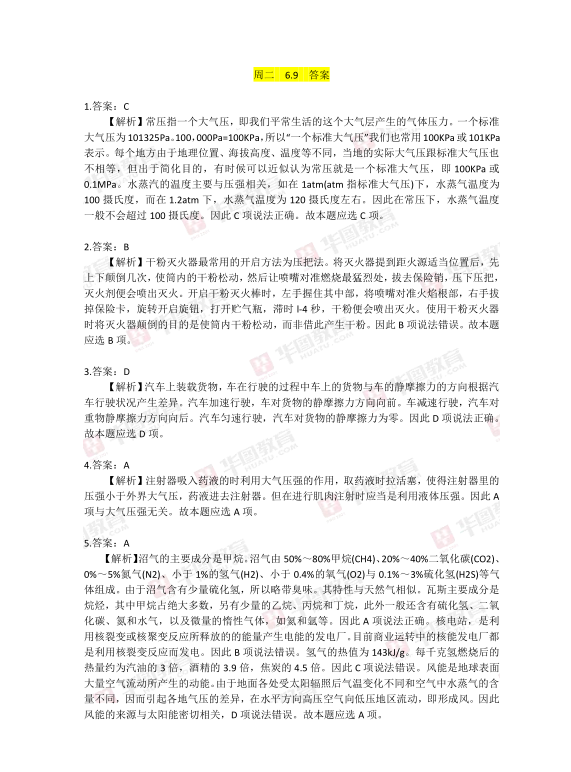 周二 6.9 答案
1.答案：C
【解析】常压指一个大气压，即我们平常生活的这个大气层产生的气体压力。一个标准
大气压为 101325Pa。100，000Pa=100KPa，所以“一个标准大气压”我们也常用 100KPa 或 101KPa
表示。每个地方由于地理位置、海拔高度、温度等不同，当地的实际大气压跟标准大气压也
不相等，但出于简化目的，有时候可以近似认为常压就是一个标准大气压，即 100KPa 或
0.1MPa。水蒸汽的温度主要与压强相关，如在 1atm(atm 指标准大气压)下，水蒸气温度为
100 摄氏度，而在 1.2atm 下，水蒸气温度为 120 摄氏度左右。因此在常压下，水蒸气温度
一般不会超过 100 摄氏度。因此 C 项说法正确。故本题应选 C 项。
2.答案：B
【解析】干粉灭火器最常用的开启方法为压把法。将灭火器提到距火源适当位置后，先
上下颠倒几次，使筒内的干粉松动，然后让喷嘴对准燃烧最猛烈处，拔去保险销，压下压把，
灭火剂便会喷出灭火。开启干粉灭火棒时，左手握住其中部，将喷嘴对准火焰根部，右手拔
掉保险卡，旋转开启旋钮，打开贮气瓶，滞时 l-4 秒，干粉便会喷出灭火。使用干粉灭火器
时将灭火器颠倒的目的是使筒内干粉松动，而非借此产生干粉。因此 B 项说法错误。故本题
应选 B 项。
3.答案：D
【解析】汽车上装载货物，车在行驶的过程中车上的货物与车的静摩擦力的方向根据汽
车行驶状况产生差异。汽车加速行驶，车对货物的静摩擦力方向向前。车减速行驶，汽车对
重物静摩擦力方向向后。汽车匀速行驶，汽车对货物的静摩擦力为零。因此 D 项说法正确。
故本题应选 D 项。
4.答案：A
【解析】注射器吸入药液的时利用大气压强的作用，取药液时拉活塞，使得注射器里的
压强小于外界大气压，药液进去注射器。但在进行肌肉注射时应当是利用液体压强。因此 A
项与大气压强无关。故本题应选 A 项。
5.答案：A
【解析】沼气的主要成分是甲烷。沼气由 50%～80%甲烷(CH4)、20%～40%二氧化碳(CO2)、
0%～5%氮气(N2)、小于 1%的氢气(H2)、小于 0.4%的氧气(O2)与 0.1%～3%硫化氢(H2S)等气
体组成。由于沼气含有少量硫化氢，所以略带臭味。其特性与天然气相似。瓦斯主要成分是
烷烃，其中甲烷占绝大多数，另有少量的乙烷、丙烷和丁烷，此外一般还含有硫化氢、二氧
化碳、氮和水气，以及微量的惰性气体，如氦和氩等。因此 A 项说法正确。核电站，是利
用核裂变或核聚变反应所释放的的能量产生电能的发电厂。目前商业运转中的核能发电厂都
是利用核裂变反应而发电。因此 B 项说法错误。氢气的热值为 143kJ/g。每千克氢燃烧后的
热量约为汽油的 3 倍，酒精的 3.9 倍，焦炭的 4.5 倍。因此 C 项说法错误。风能是地球表面
大量空气流动所产生的动能。由于地面各处受太阳辐照后气温变化不同和空气中水蒸气的含
量不同，因而引起各地气压的差异，在水平方向高压空气向低压地区流动，即形成风。因此
风能的来源与太阳能密切相关，D 项说法错误。故本题应选 A 项。